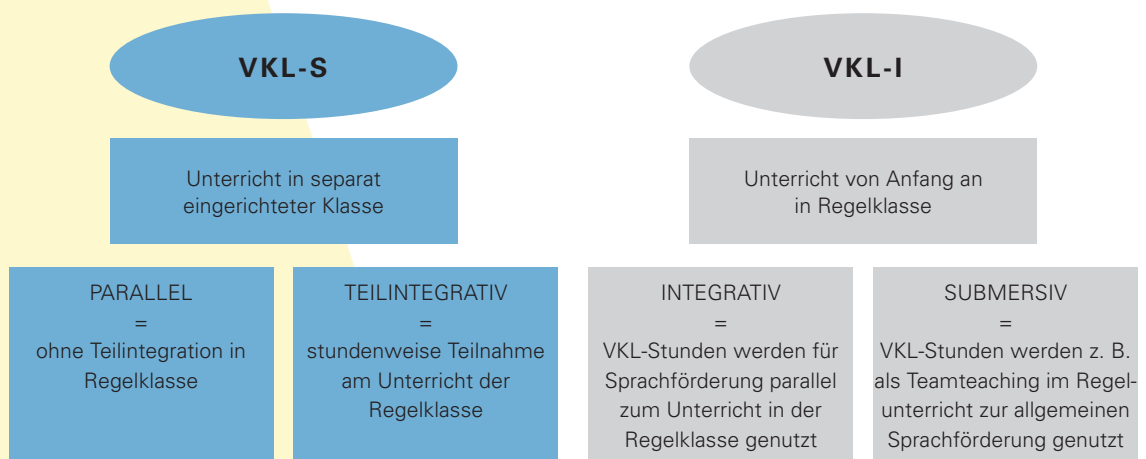 VKL-S
Unterricht in separat
eingerichteter Klasse
PARALLEL
=
ohne Teilintegration in
Regelklasse
TEILINTEGRATIV
=
stundenweise Teilnahme
am Unterricht der
Regelklasse
VKL-I
Unterricht von Anfang an
in Regelklasse
INTEGRATIV
=
VKL-Stunden werden für
Sprachförderung parallel
zum Unterricht in der
Regelklasse genutzt
SUBMERSIV
=
VKL-Stunden werden z. B.
als Teamteaching im Regel-
unterricht zur allgemeinen
Sprachförderung genutzt